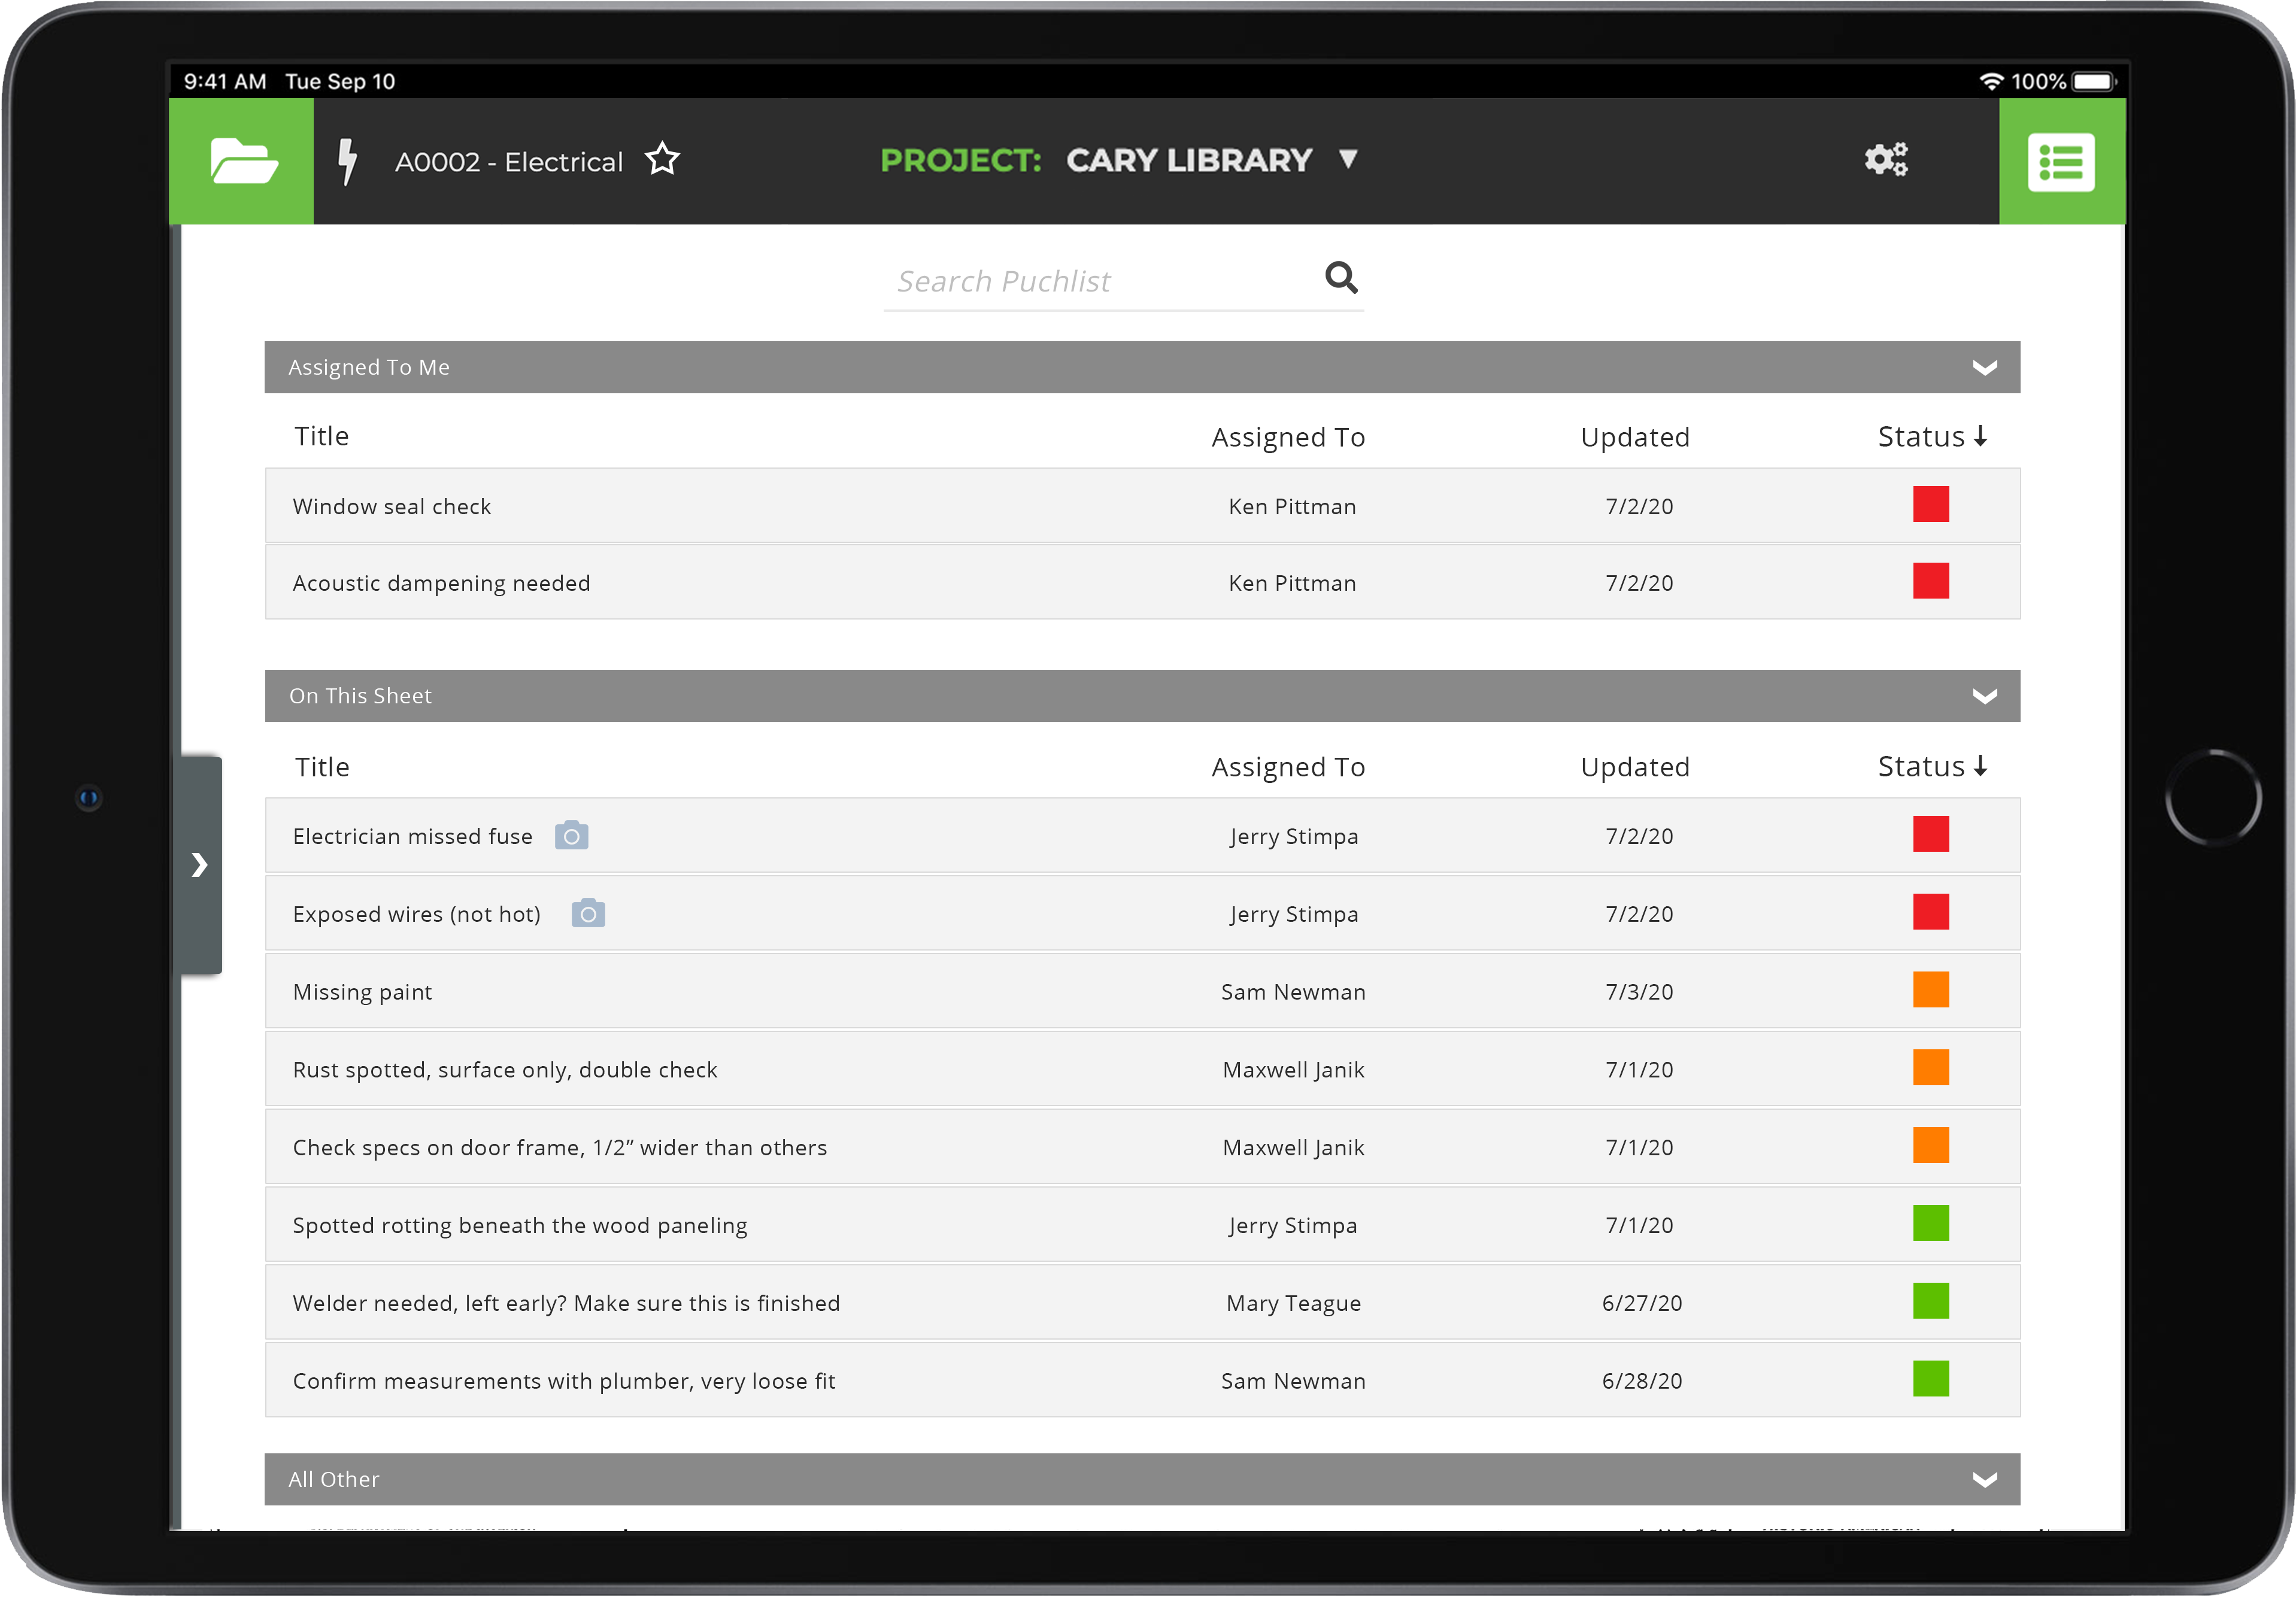 9:41 AM Tue Sep 10 100%
A0002 - Electrical PROJECT: CARY LIBRARY
Search Puchlist
Assigned To Me
Title Assigned To Updated Status
Window seal check Ken Pittman 7/2/20
Acoustic dampening needed Ken Pittman 7/2/20
On This Sheet
Title Assigned To Updated Status
Electrician missed fuse Jerry Stimpa 7/2/20
Exposed wires (not hot) Jerry Stimpa 7/2/20
Missing paint Sam Newman 7/3/20
Rust spotted, surface only, double check Maxwell Janik 7/1/20
Check specs on door frame, 1/2” wider than others Maxwell Janik 7/1/20
Spotted rotting beneath the wood paneling Jerry Stimpa 7/1/20
Welder needed, left early? Make sure this is finished Mary Teague 6/27/20
Confirm measurements with plumber, very loose fit Sam Newman 6/28/20
All Other